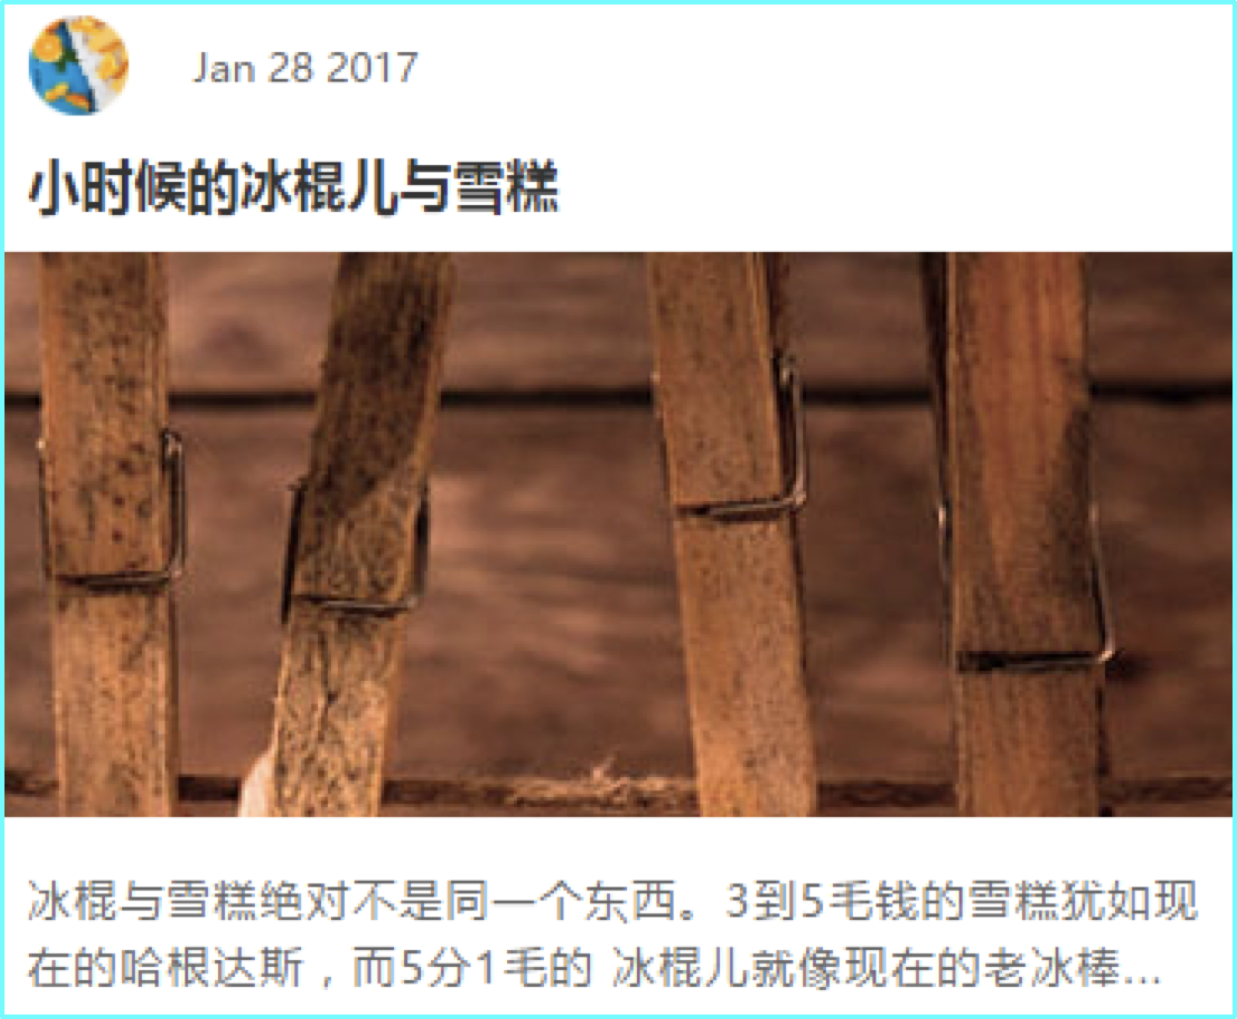 Jan 28 2017
小时候的冰棍儿与雪糕
冰棍与雪糕绝对不是同一个东西。3到5毛钱的雪糕犹如现
在的哈根达斯，而5分1毛的 冰棍儿就像现在的老冰棒...